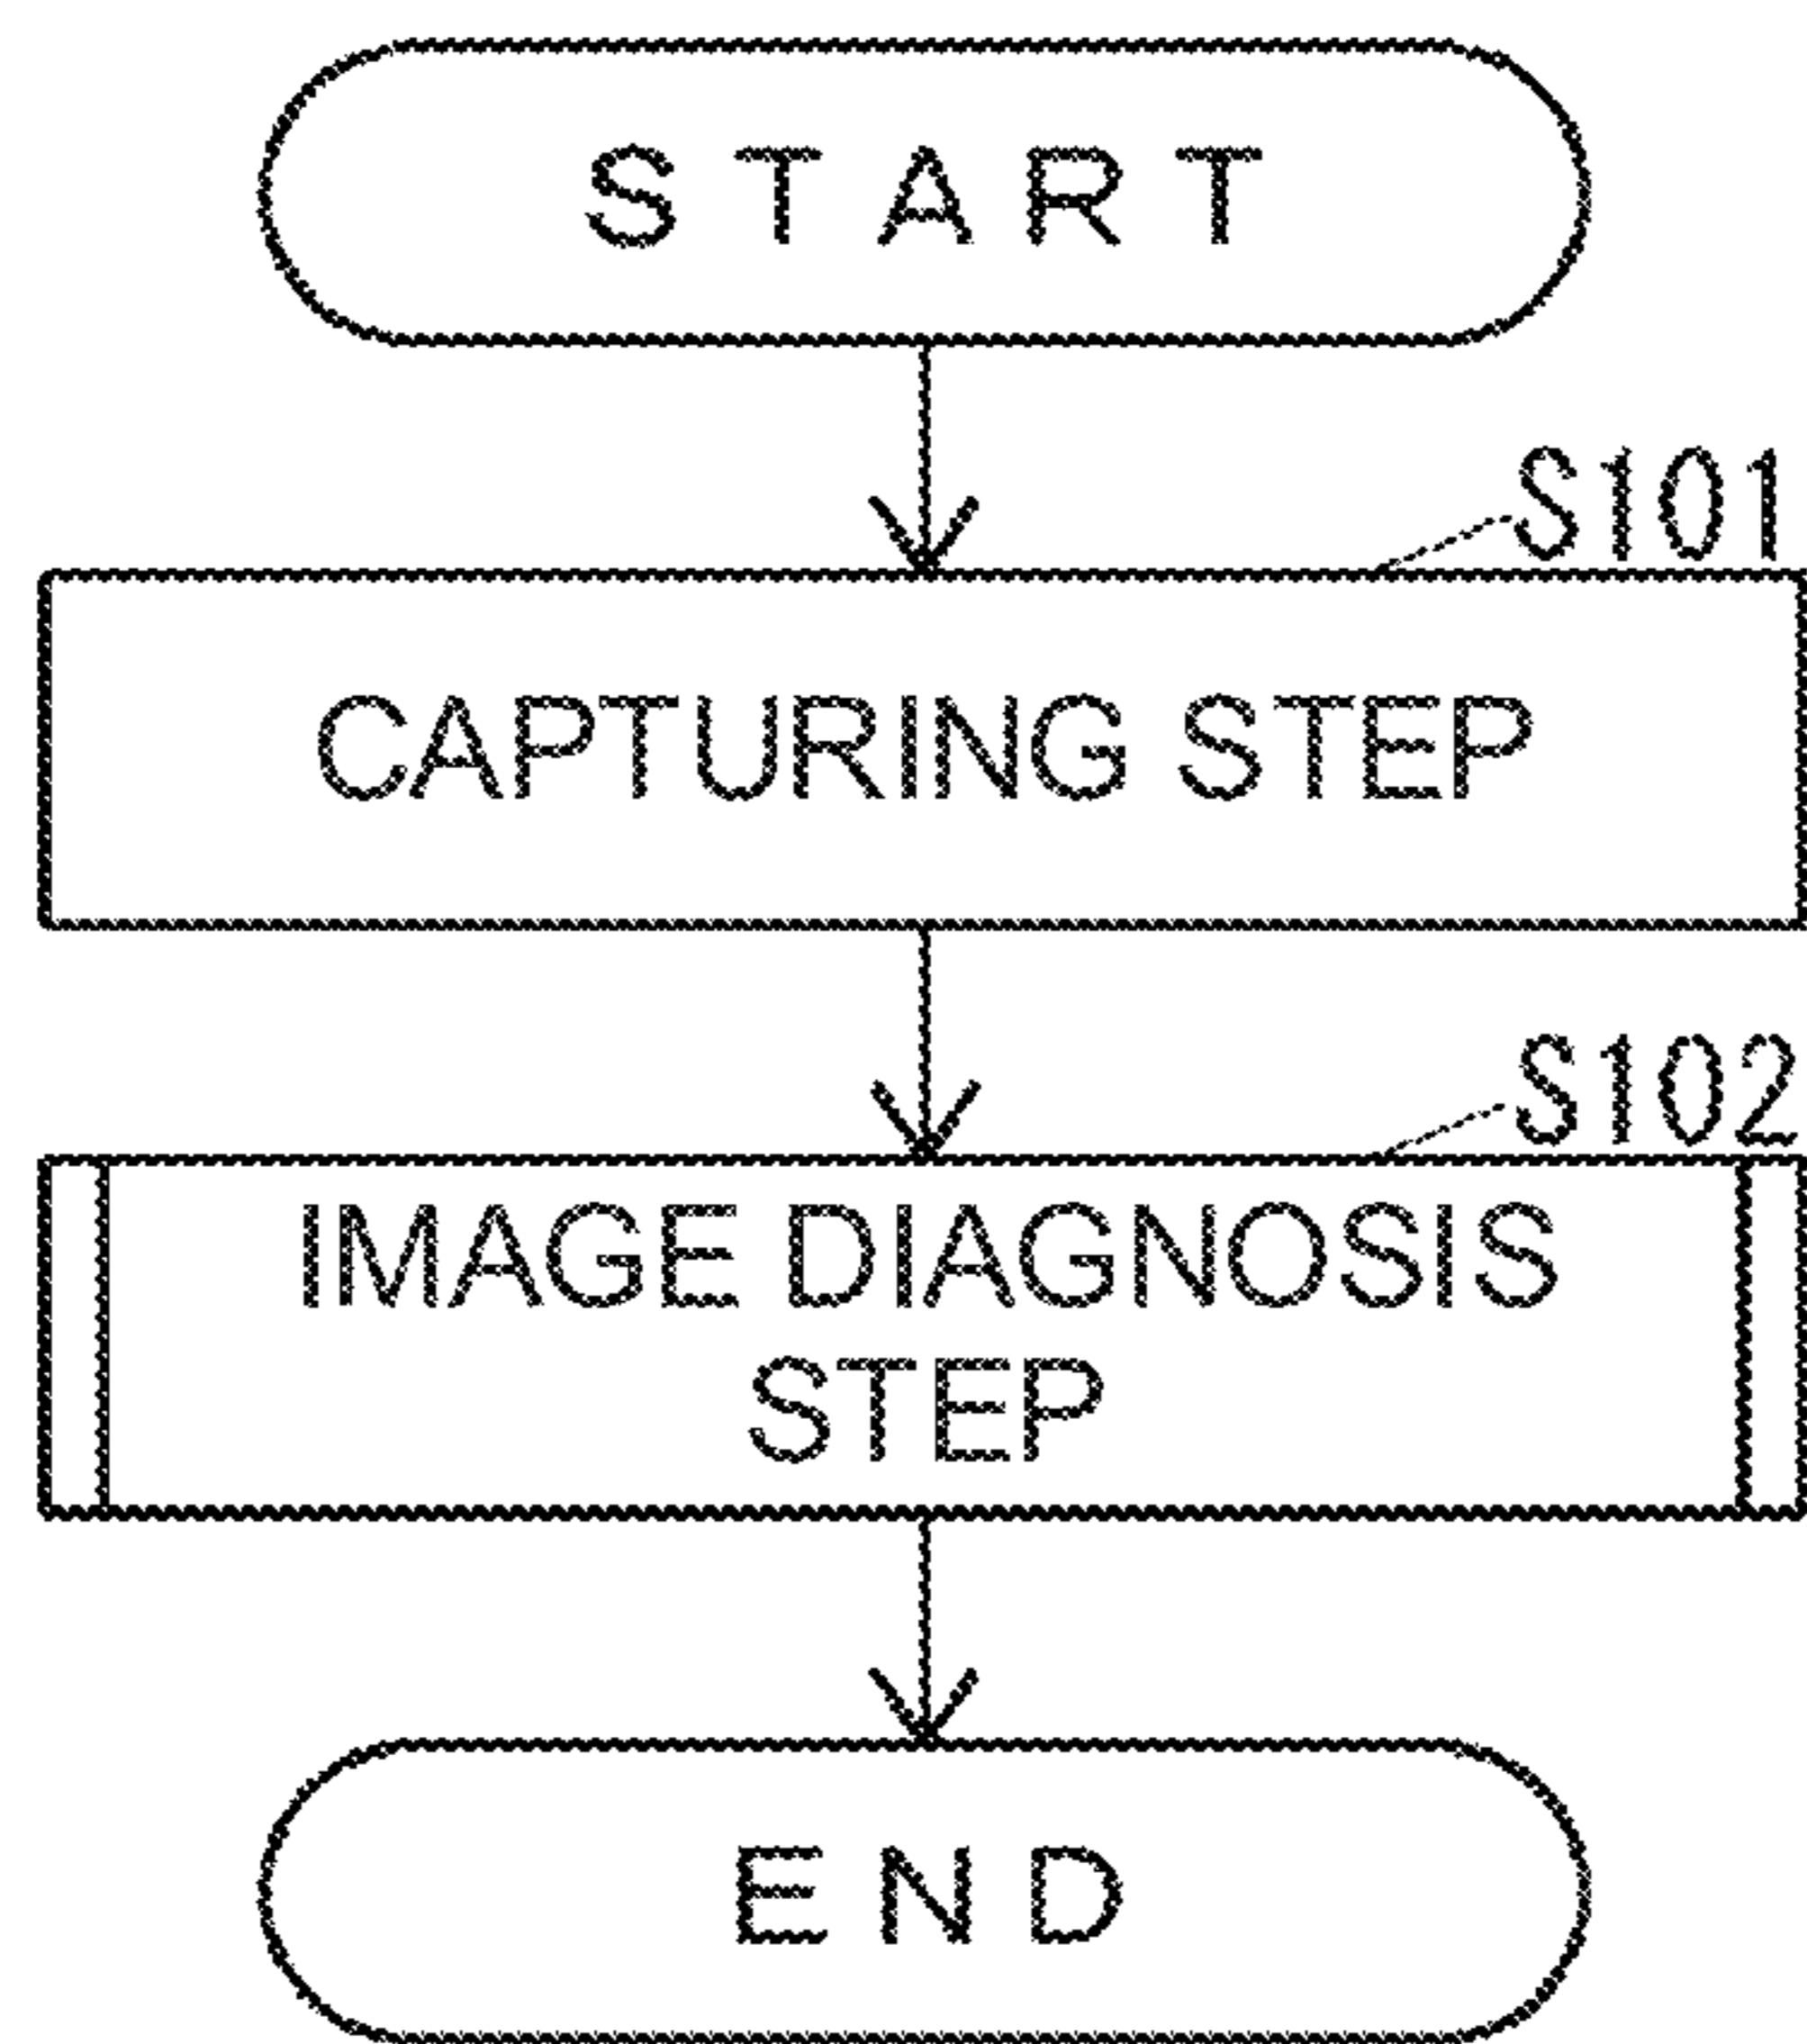 START
S101
CAPTURING STEP
S102
IMAGE DIAGNOSIS
STEP
END